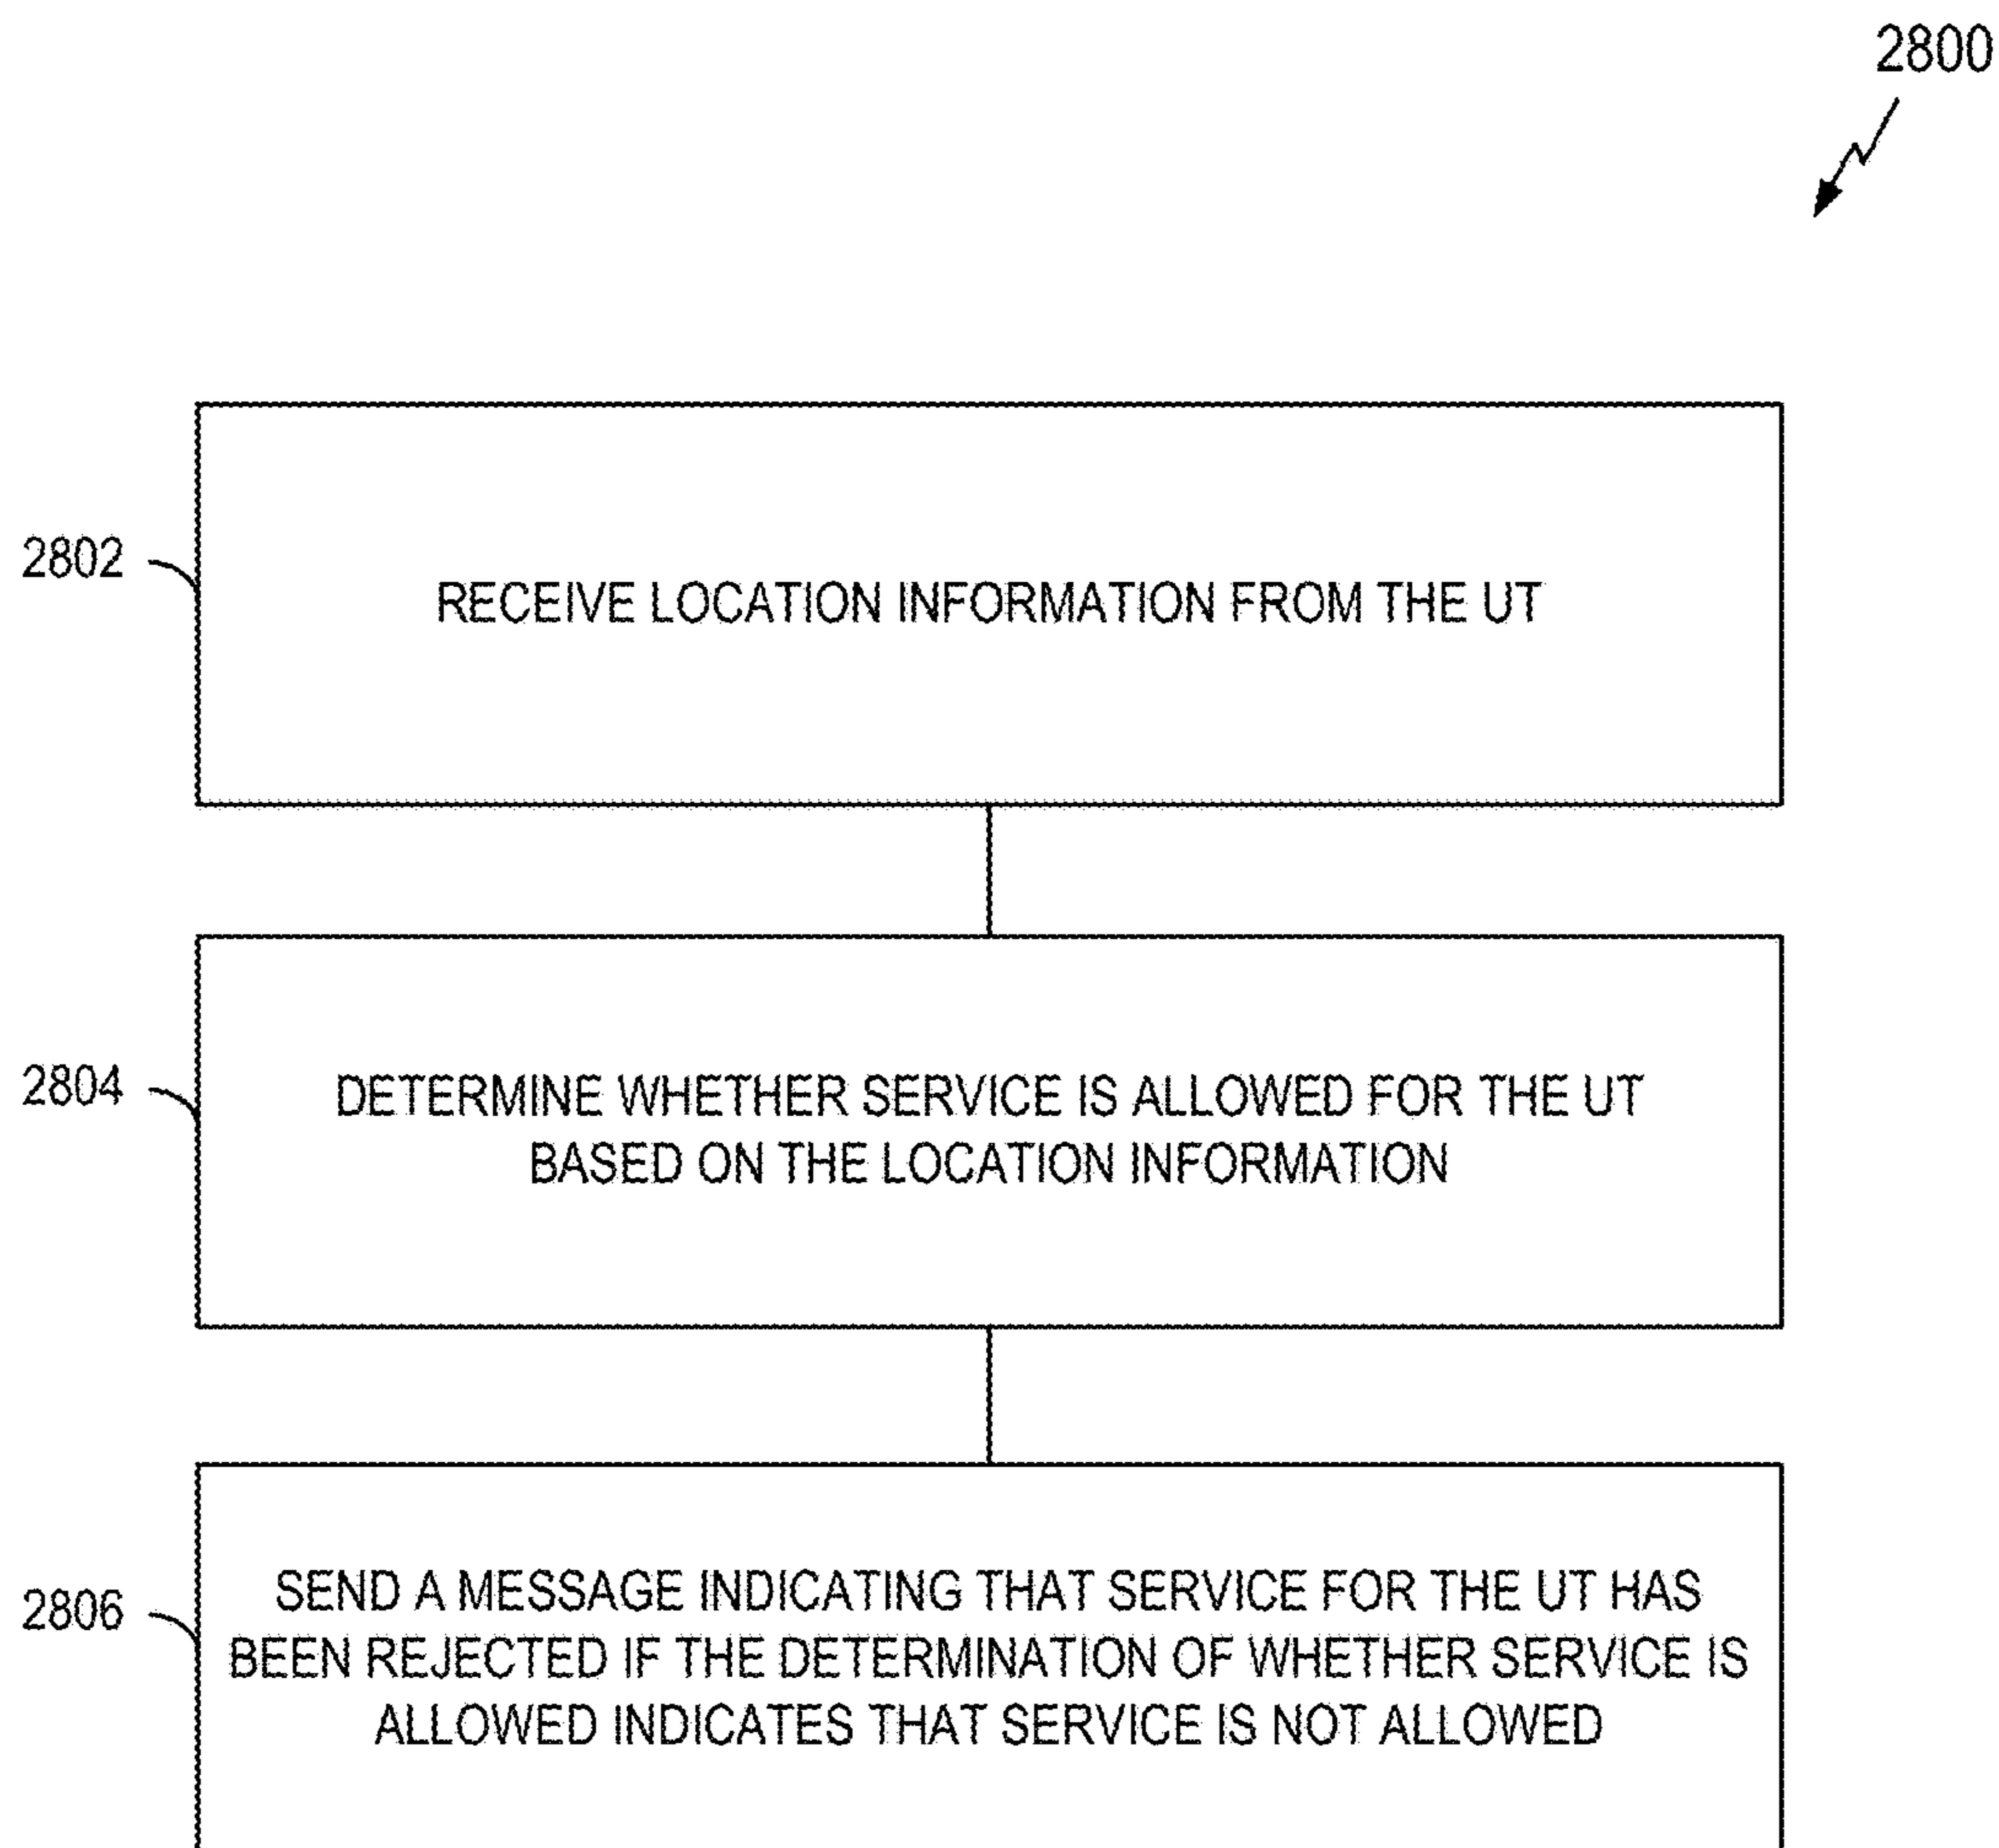 2800
2802
RECEIVE LOCATION INFORMATION FROM THE UT
2804
DETERMINE WHETHER SERVICE IS ALLOWED FOR THE UT
BASED ON THE LOCATION INFORMATION
2806
SEND A MESSAGE INDICATING THAT SERVICE FOR THE UT HAS
BEEN REJECTED IF THE DETERMINATION OF WHETHER SERVICE IS
ALLOWED INDICATES THAT SERVICE IS NOT ALLOWED